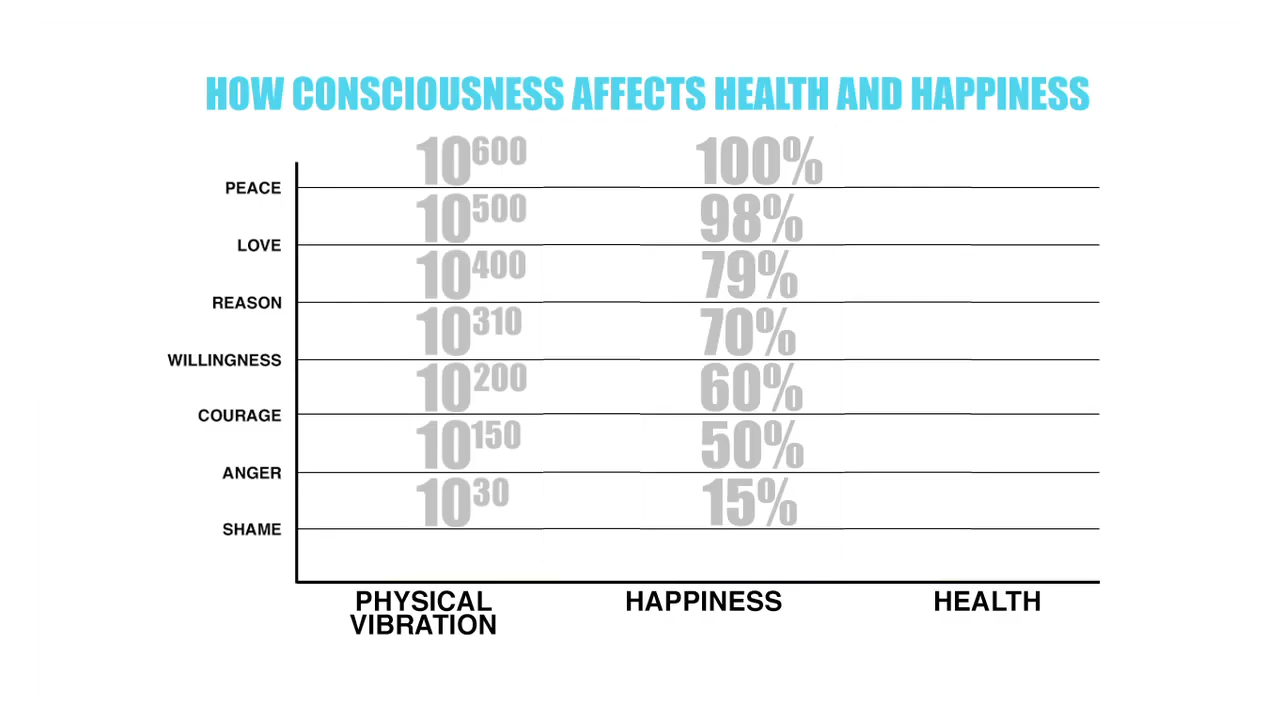 HOW CONSCIOUSNESS AFFECTS HEALTH AND HAPPINESS
10⁶⁰⁰ 100%
PEACE
10⁵⁰⁰ 98%
LOVE
10⁴⁰⁰ 79%
REASON
10³¹⁰ 70%
WILLINGNESS
10²⁰⁰ 60%
COURAGE
10¹⁵⁰ 50%
ANGER
10³⁰ 15%
SHAME
PHYSICAL HAPPINESS HEALTH
VIBRATION